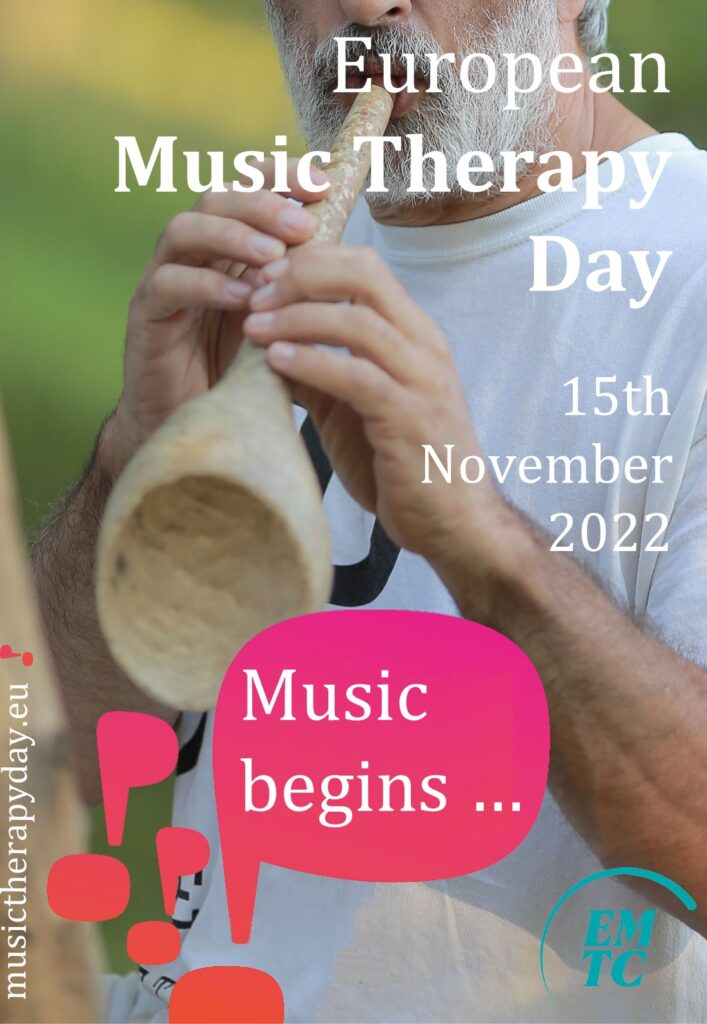 European
Music Therapy
Day
15th
November
2022
Music
begins ...
musictherapyday.eu
EM
TC